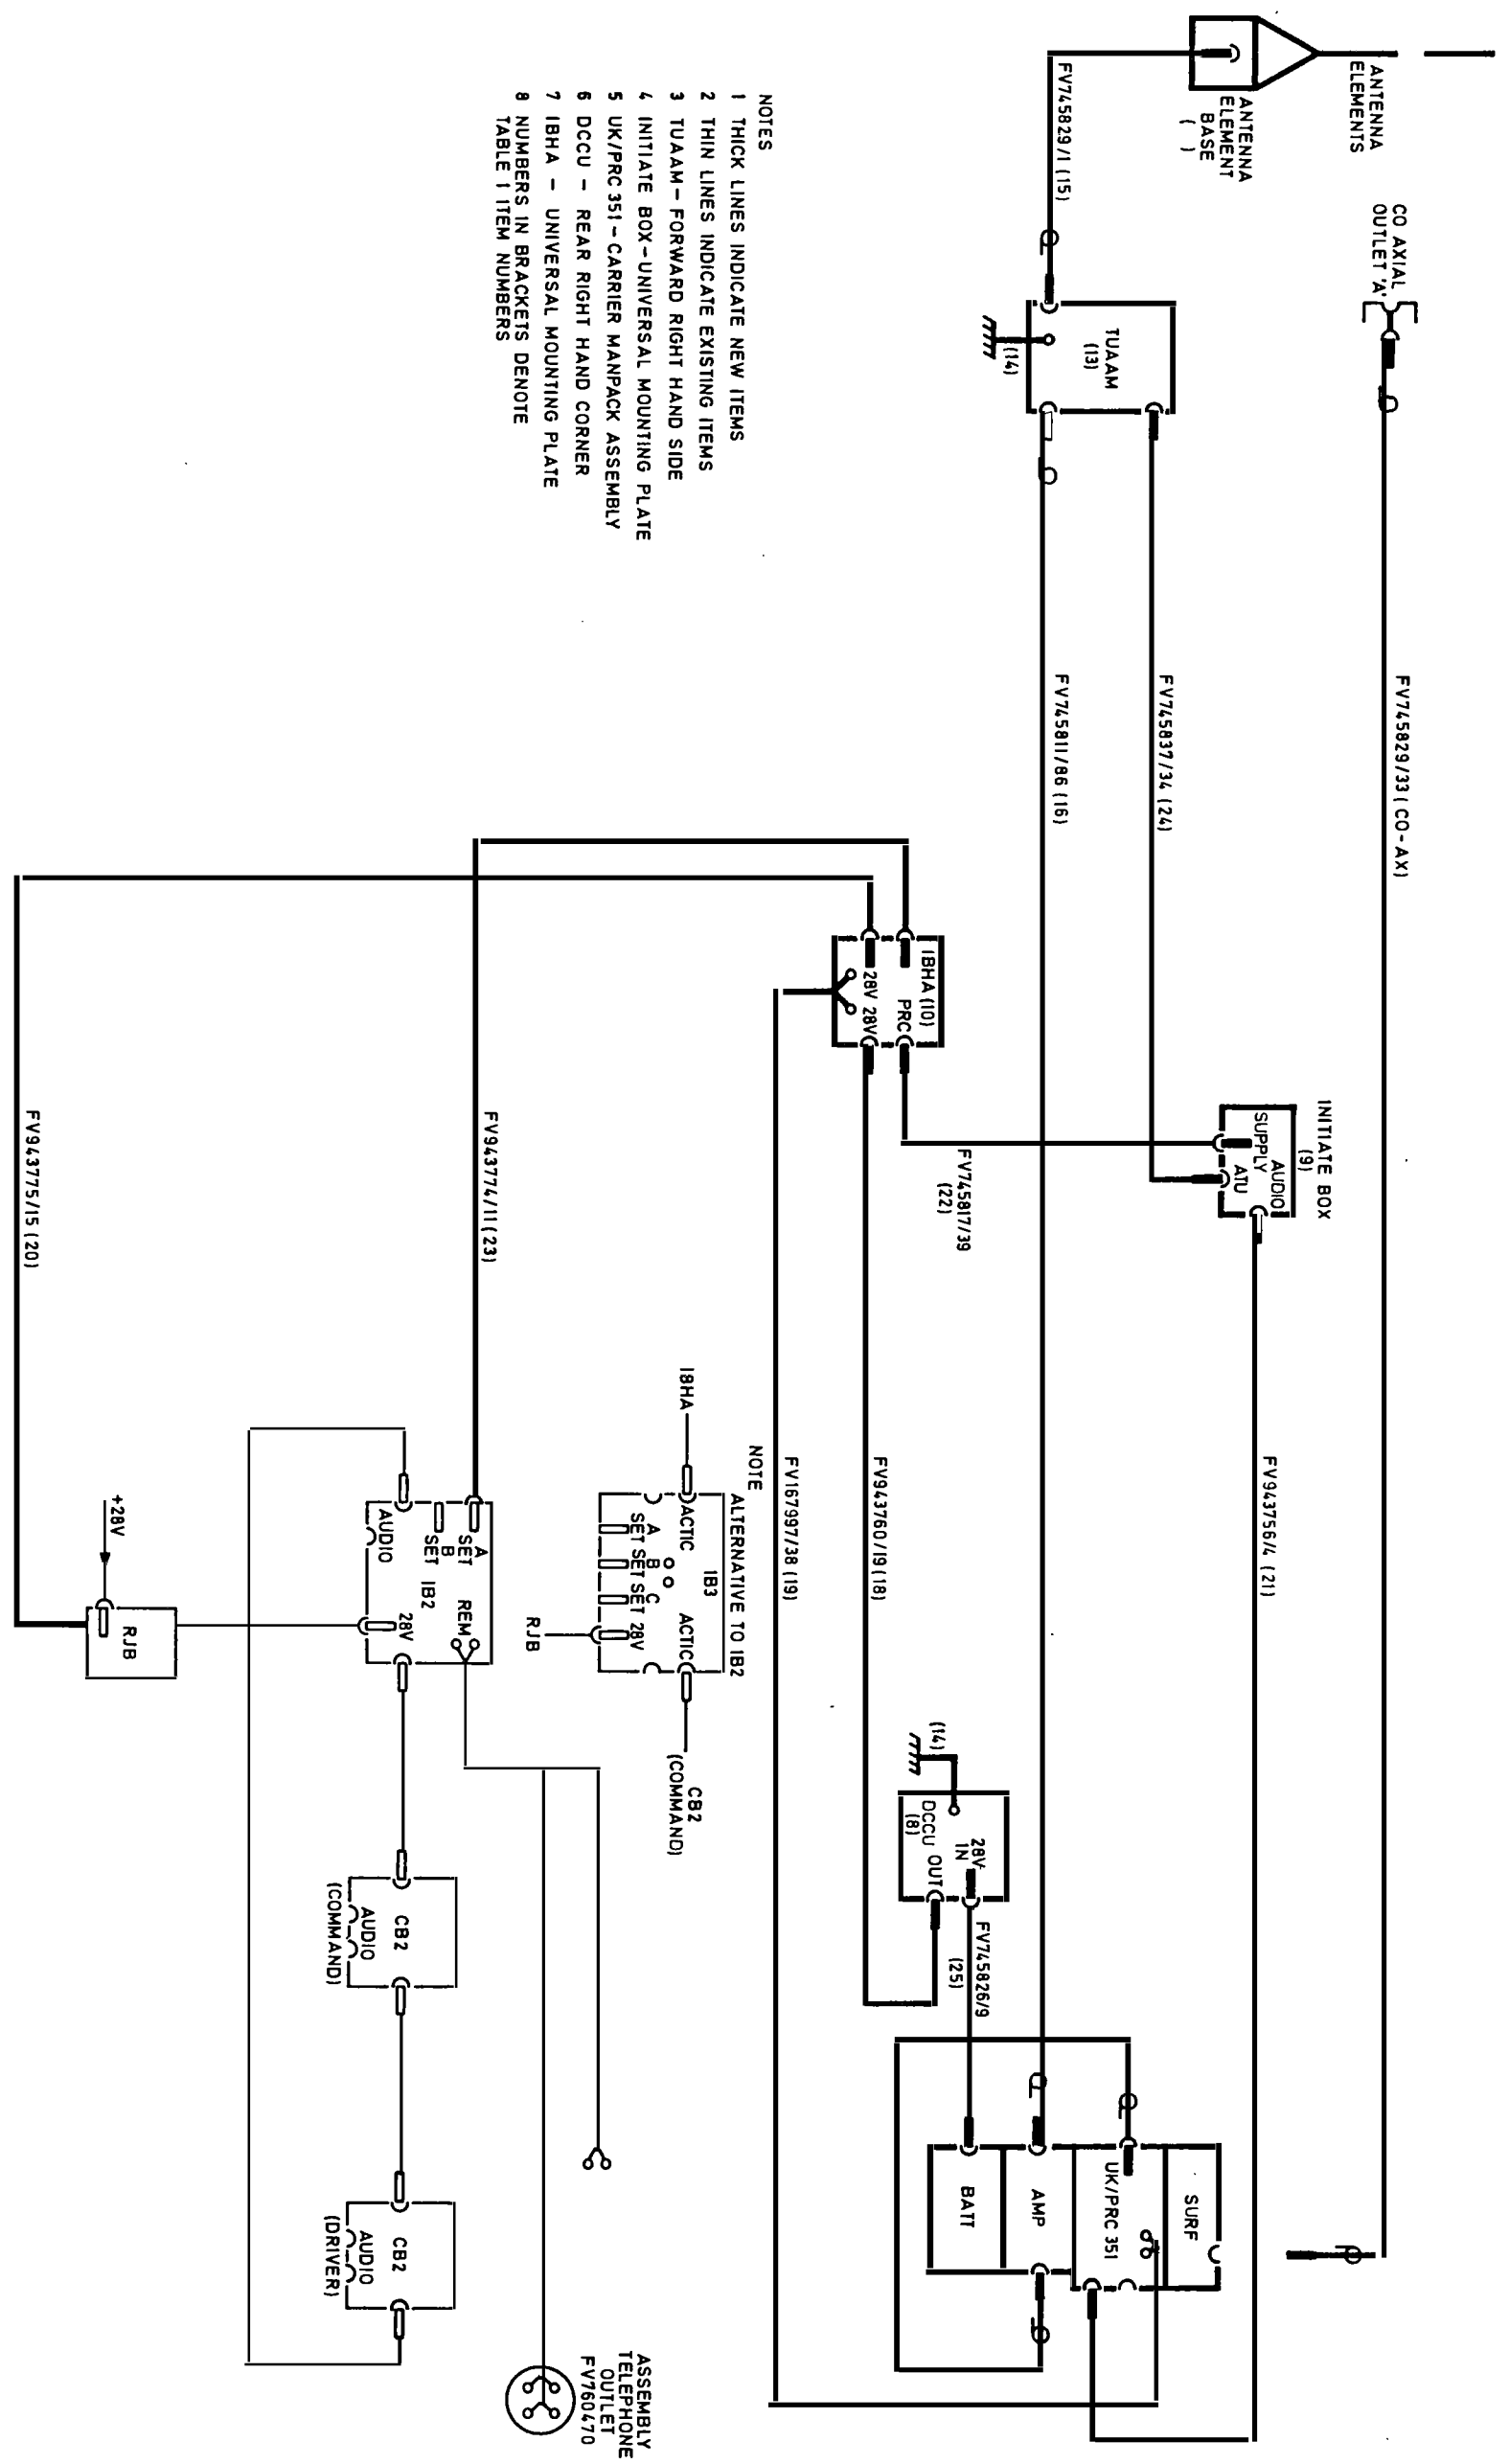 ANTENNA
ELEMENTS
ANTENNA
ELEMENT
BASE
( )
CO AXIAL
OUTLET 'A'
FV745829/33 (CO-AX)
FV745829/1 (15)
TUAAM
(13)
(14)
FV745837/34 (24)
FV745811/86 (16)
INITIATE BOX
(9)
AUDIO
SUPPLY
ATU
FV943756/4 (21)
IBHA (10)
PRC
28V 28V
FV745817/39
(22)
FV943760/19 (18)
FV167997/38 (19)
(14)
28V
IN
DCCU OUT
(8)
FV745826/9
(25)
SURF
UK/PRC 351
AMP
BATT
NOTES
1 THICK LINES INDICATE NEW ITEMS
2 THIN LINES INDICATE EXISTING ITEMS
3 TUAAM - FORWARD RIGHT HAND SIDE
4 INITIATE BOX - UNIVERSAL MOUNTING PLATE
5 UK/PRC 351 - CARRIER MANPACK ASSEMBLY
6 DCCU - REAR RIGHT HAND CORNER
7 IBHA - UNIVERSAL MOUNTING PLATE
8 NUMBERS IN BRACKETS DENOTE
TABLE 1 ITEM NUMBERS
NOTE
ALTERNATIVE TO IB2
IBHA
ACTIC
IB3
ACTIC
A B C
SET SET SET 28V
RJB
CB2
(COMMAND)
FV943774/11 (23)
FV943775/15 (20)
A
SET
B
SET
IB2
REM
AUDIO
28V
+28V
RJB
CB2
AUDIO
(COMMAND)
CB2
AUDIO
(DRIVER)
ASSEMBLY
TELEPHONE
OUTLET
FV760470